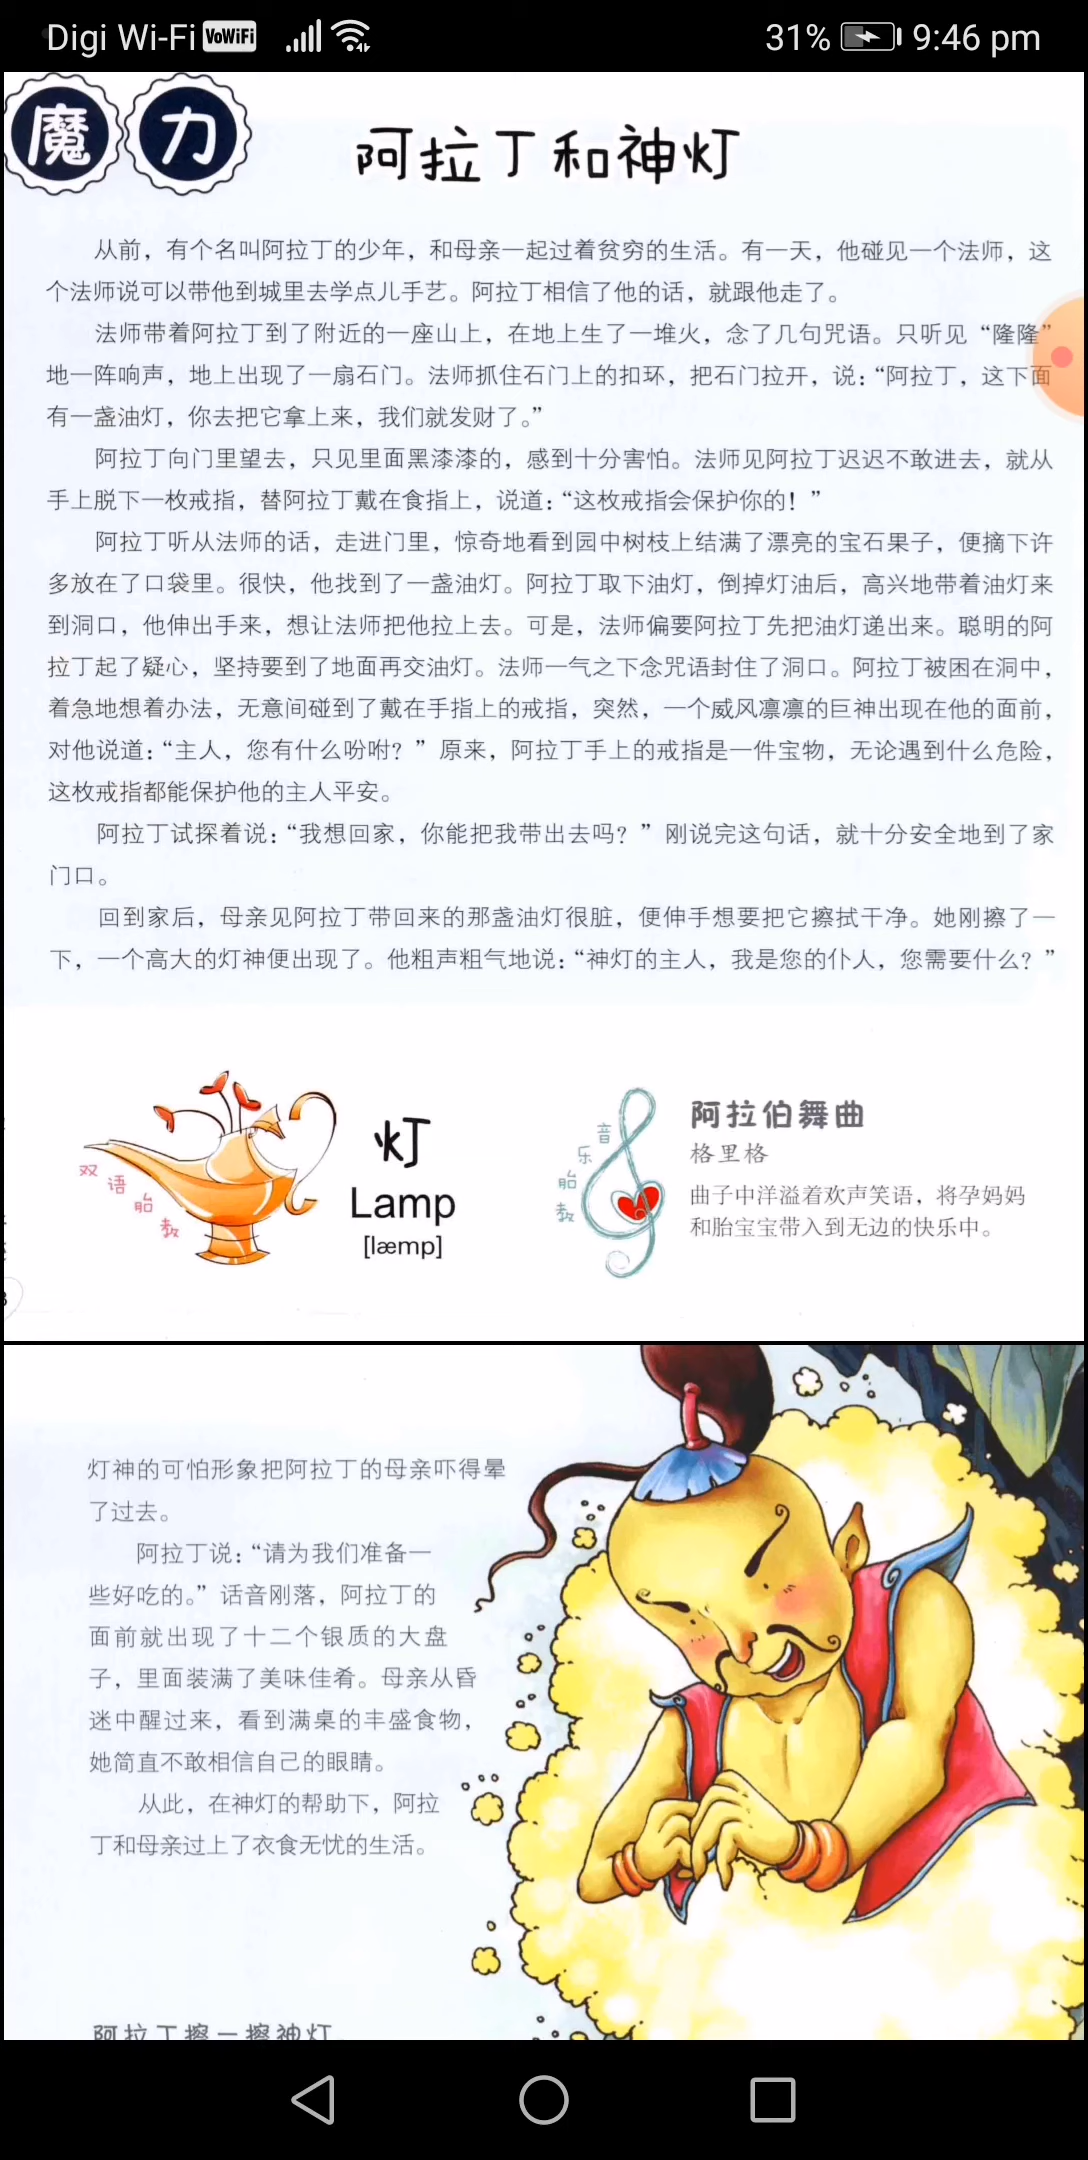 Digi Wi-Fi VoWiFi 31% 9:46 pm
魔力
阿拉丁和神灯
从前，有个名叫阿拉丁的少年，和母亲一起过着贫穷的生活。有一天，他碰见一个法师，这
个法师说可以带他到城里去学点儿手艺。阿拉丁相信了他的话，就跟他走了。
法师带着阿拉丁到了附近的一座山上，在地上生了一堆火，念了几句咒语。只听见“隆隆”
地一阵响声，地上出现了一扇石门。法师抓住石门上的扣环，把石门拉开，说：“阿拉丁，这下面
有一盏油灯，你去把它拿上来，我们就发财了。”
阿拉丁向门里望去，只见里面黑漆漆的，感到十分害怕。法师见阿拉丁迟迟不敢进去，就从
手上脱下一枚戒指，替阿拉丁戴在食指上，说道：“这枚戒指会保护你的！”
阿拉丁听从法师的话，走进门里，惊奇地看到园中树枝上结满了漂亮的宝石果子，便摘下许
多放在了口袋里。很快，他找到了一盏油灯。阿拉丁取下油灯，倒掉灯油后，高兴地带着油灯来
到洞口，他伸出手来，想让法师把他拉上去。可是，法师偏要阿拉丁先把油灯递出来。聪明的阿
拉丁起了疑心，坚持要到了地面再交油灯。法师一气之下念咒语封住了洞口。阿拉丁被困在洞中，
着急地想着办法，无意间碰到了戴在手指上的戒指，突然，一个威风凛凛的巨神出现在他的面前，
对他说道：“主人，您有什么吩咐？”原来，阿拉丁手上的戒指是一件宝物，无论遇到什么危险，
这枚戒指都能保护他的主人平安。
阿拉丁试探着说：“我想回家，你能把我带出去吗？”刚说完这句话，就十分安全地到了家
门口。
回到家后，母亲见阿拉丁带回来的那盏油灯很脏，便伸手想要把它擦拭干净。她刚擦了一
下，一个高大的灯神便出现了。他粗声粗气地说：“神灯的主人，我是您的仆人，您需要什么？”
双语胎教
灯
Lamp
[læmp]
音乐胎教
阿拉伯舞曲
格里格
曲子中洋溢着欢声笑语，将孕妈妈
和胎宝宝带入到无边的快乐中。
灯神的可怕形象把阿拉丁的母亲吓得晕
了过去。
阿拉丁说：“请为我们准备一
些好吃的。”话音刚落，阿拉丁的
面前就出现了十二个银质的大盘
子，里面装满了美味佳肴。母亲从昏
迷中醒过来，看到满桌的丰盛食物，
她简直不敢相信自己的眼睛。
从此，在神灯的帮助下，阿拉
丁和母亲过上了衣食无忧的生活。
阿拉丁擦一擦神灯